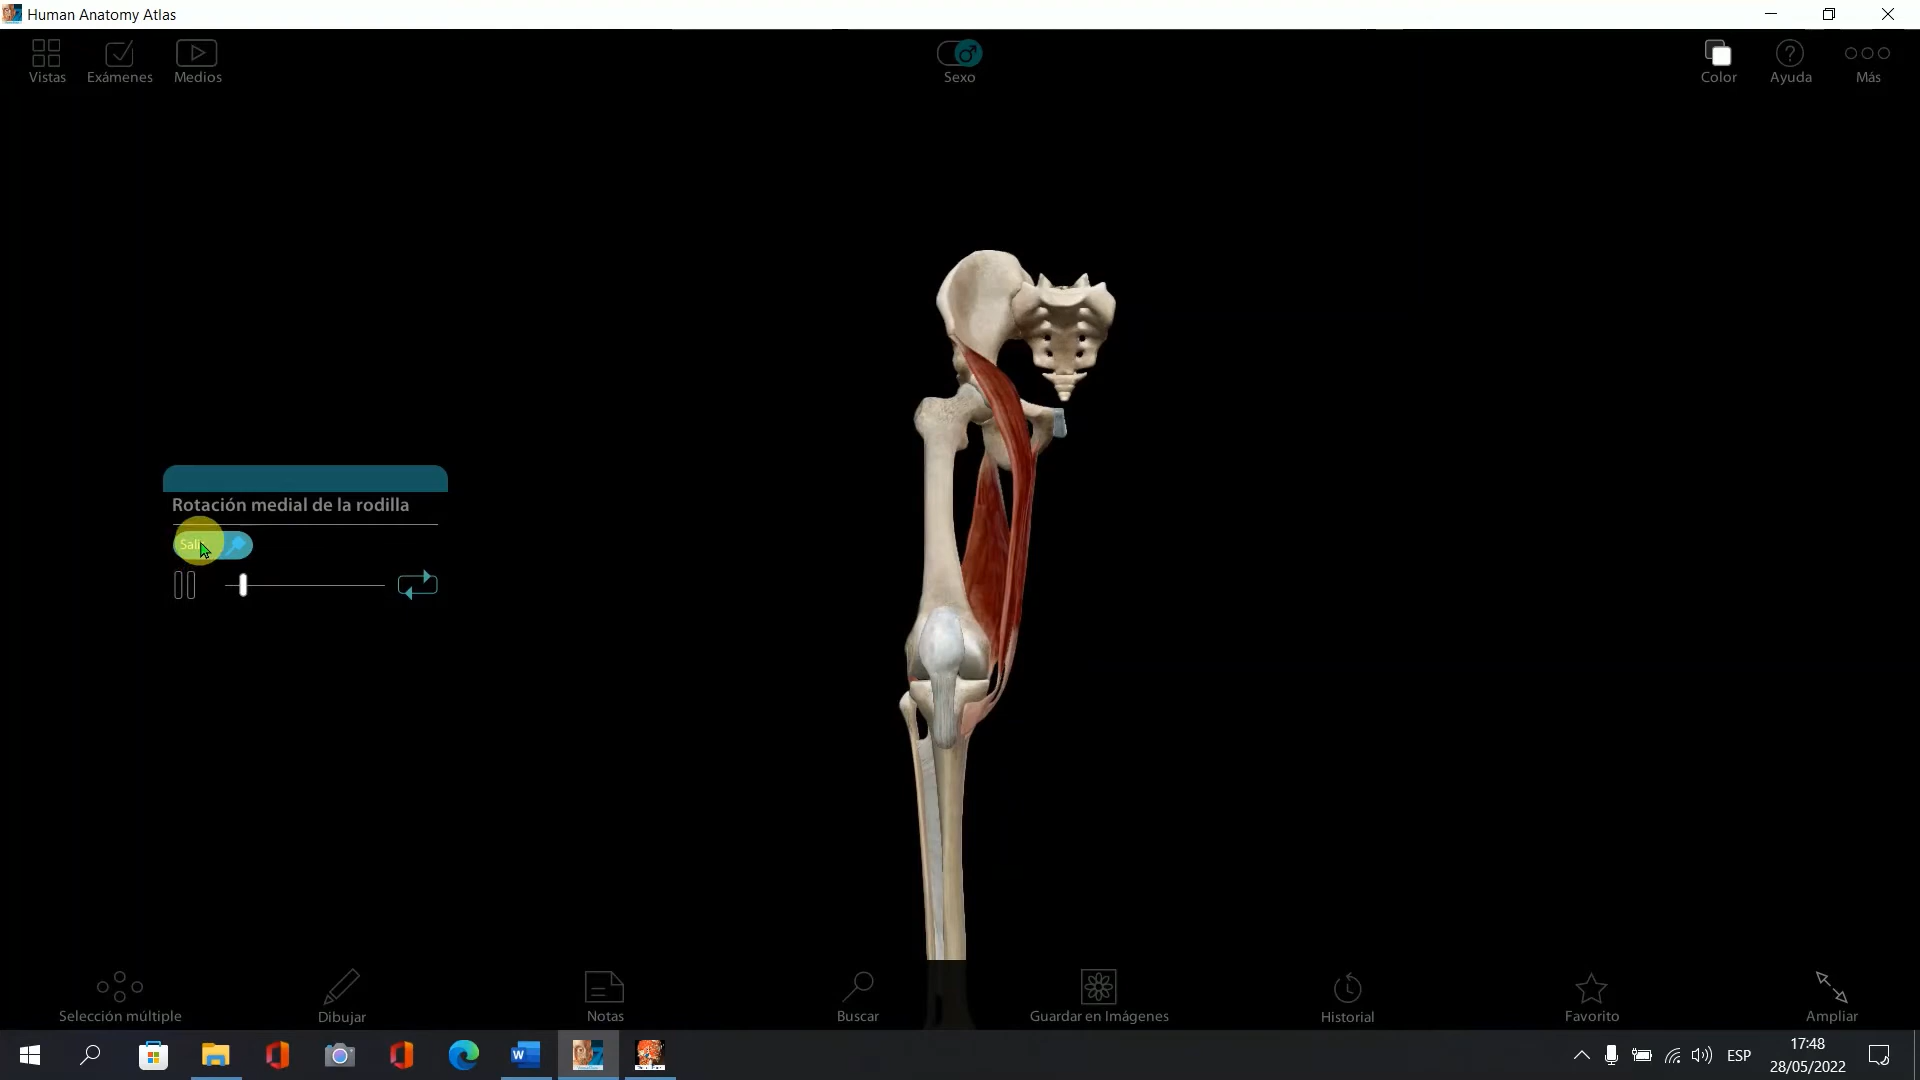 Human Anatomy Atlas
Vistas
Exámenes
Medios
Sexo
Color
Ayuda
Más
Rotación medial de la rodilla
Selección múltiple
Dibujar
Notas
Buscar
Guardar en Imágenes
Historial
Favorito
Ampliar
ESP
17:48
28/05/2022